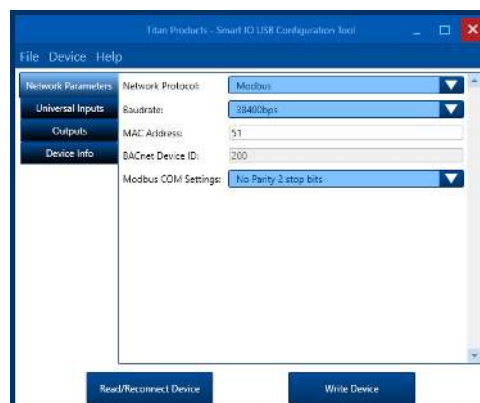 Titan Products - Smart IO USB Configuration Tool
File Device Help
Network Parameters
Universal Inputs
Outputs
Device Info
Network Protocol: Modbus
Baudrate: 38400bps
MAC Address: 51
BACnet Device ID: 200
Modbus COM Settings: No Parity 2 stop bits
Read/Reconnect Device
Write Device